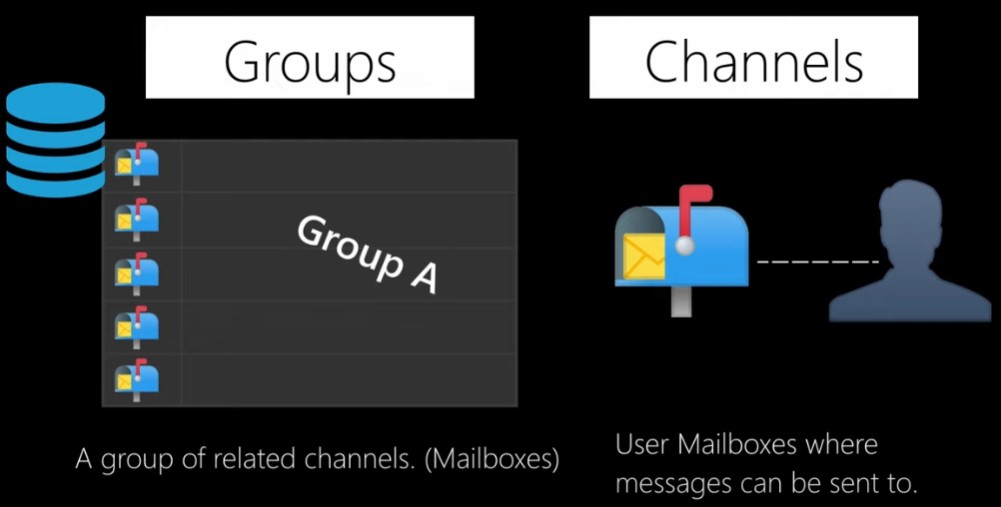 Groups
Channels
Group A
A group of related channels. (Mailboxes)
User Mailboxes where
messages can be sent to.